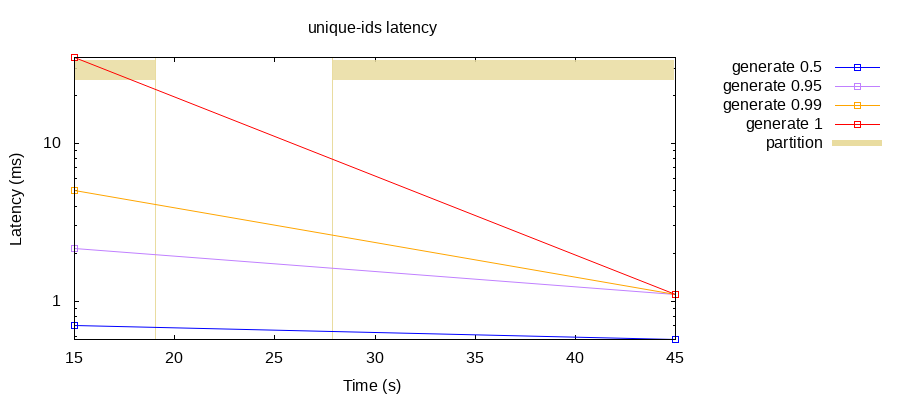 unique-ids latency
generate 0.5
generate 0.95
generate 0.99
generate 1
partition
Latency (ms)
10
1
15 20 25 30 35 40 45
Time (s)